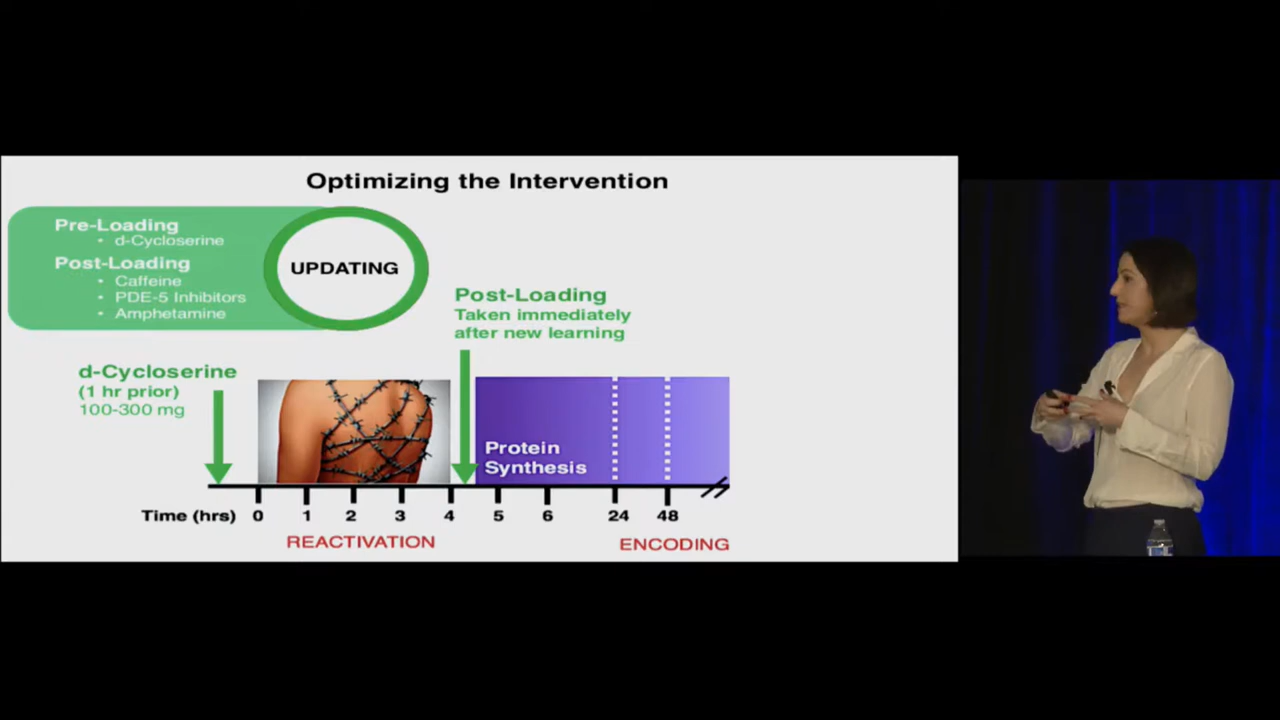 Optimizing the Intervention
Pre-Loading
• d-Cycloserine
Post-Loading
• Caffeine
• PDE-5 Inhibitors
• Amphetamine
UPDATING
Post-Loading
Taken immediately
after new learning
d-Cycloserine
(1 hr prior)
100-300 mg
Protein
Synthesis
Time (hrs) 0 1 2 3 4 5 6 24 48
REACTIVATION
ENCODING